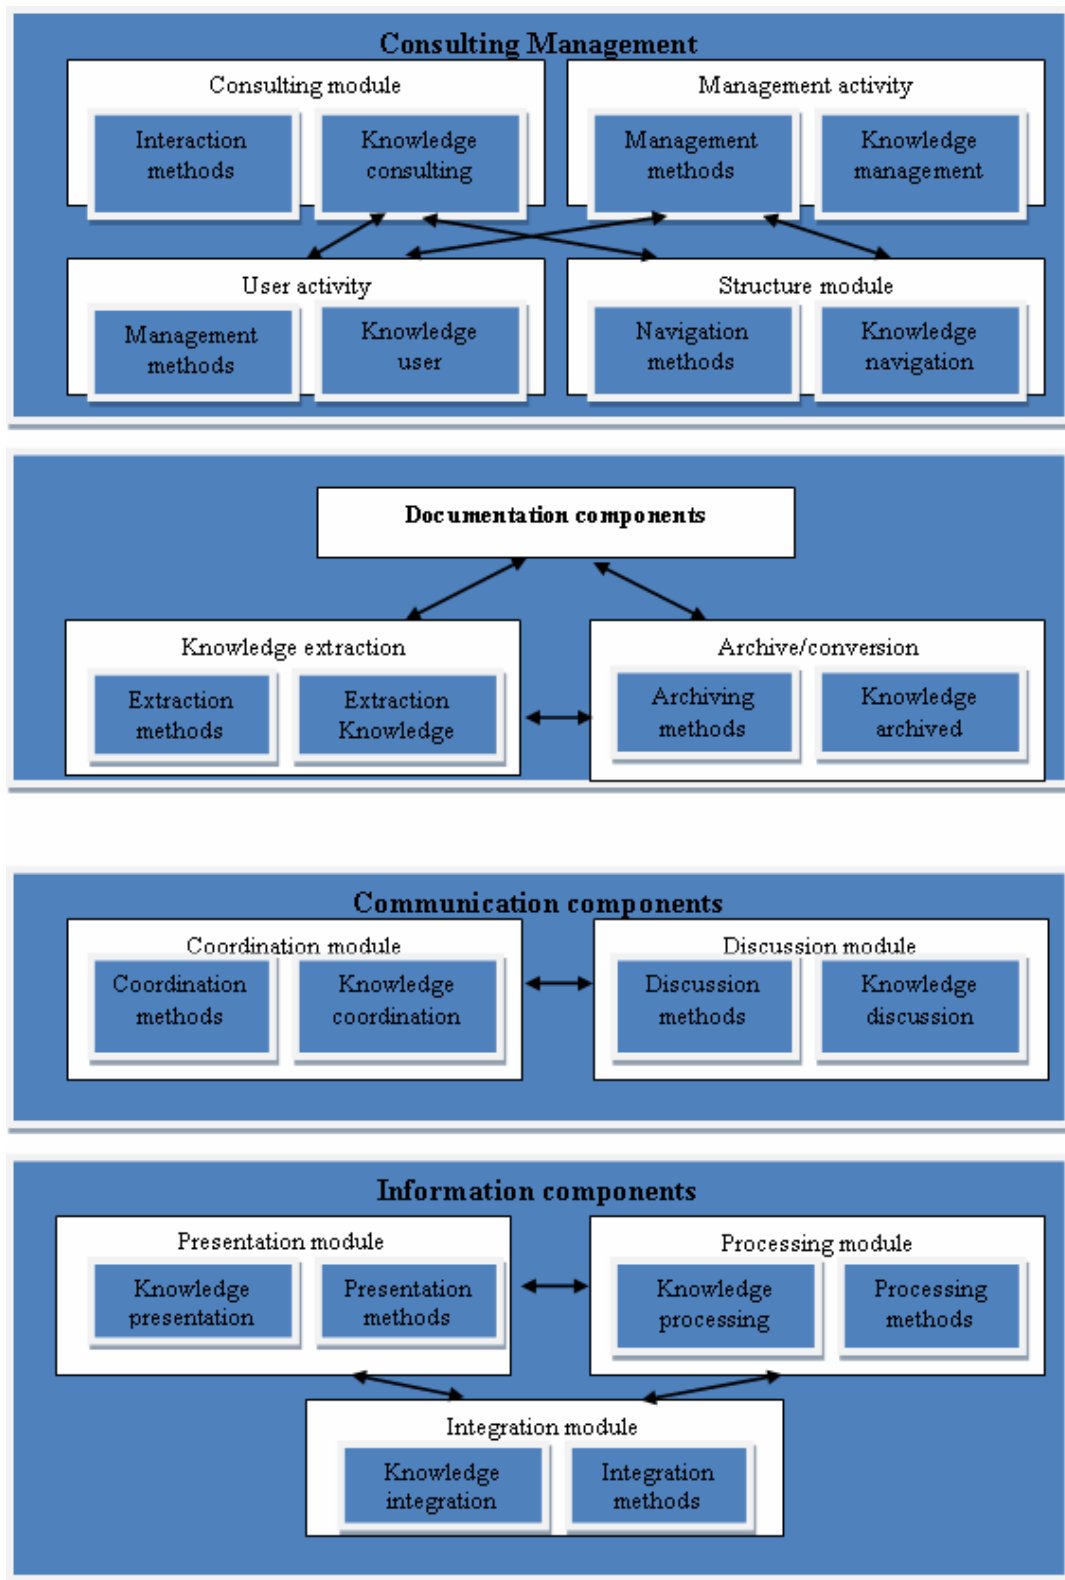 Consulting Management
Consulting module
Interaction
methods
Knowledge
consulting
Management activity
Management
methods
Knowledge
management
User activity
Management
methods
Knowledge
user
Structure module
Navigation
methods
Knowledge
navigation
Documentation components
Knowledge extraction
Extraction
methods
Extraction
Knowledge
Archive/conversion
Archiving
methods
Knowledge
archived
Communication components
Coordination module
Coordination
methods
Knowledge
coordination
Discussion module
Discussion
methods
Knowledge
discussion
Information components
Presentation module
Knowledge
presentation
Presentation
methods
Processing module
Knowledge
processing
Processing
methods
Integration module
Knowledge
integration
Integration
methods